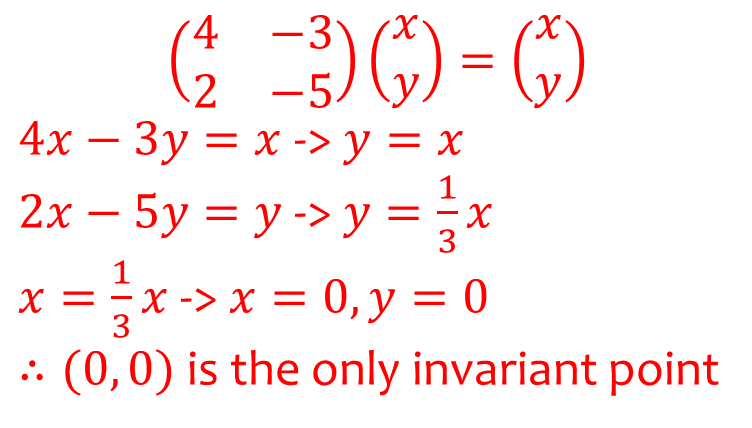 (4 −3
2 −5)(x
y) = (x
y)
4x − 3y = x -> y = x
2x − 5y = y -> y = 1/3 x
x = 1/3 x -> x = 0, y = 0
∴ (0, 0) is the only invariant point